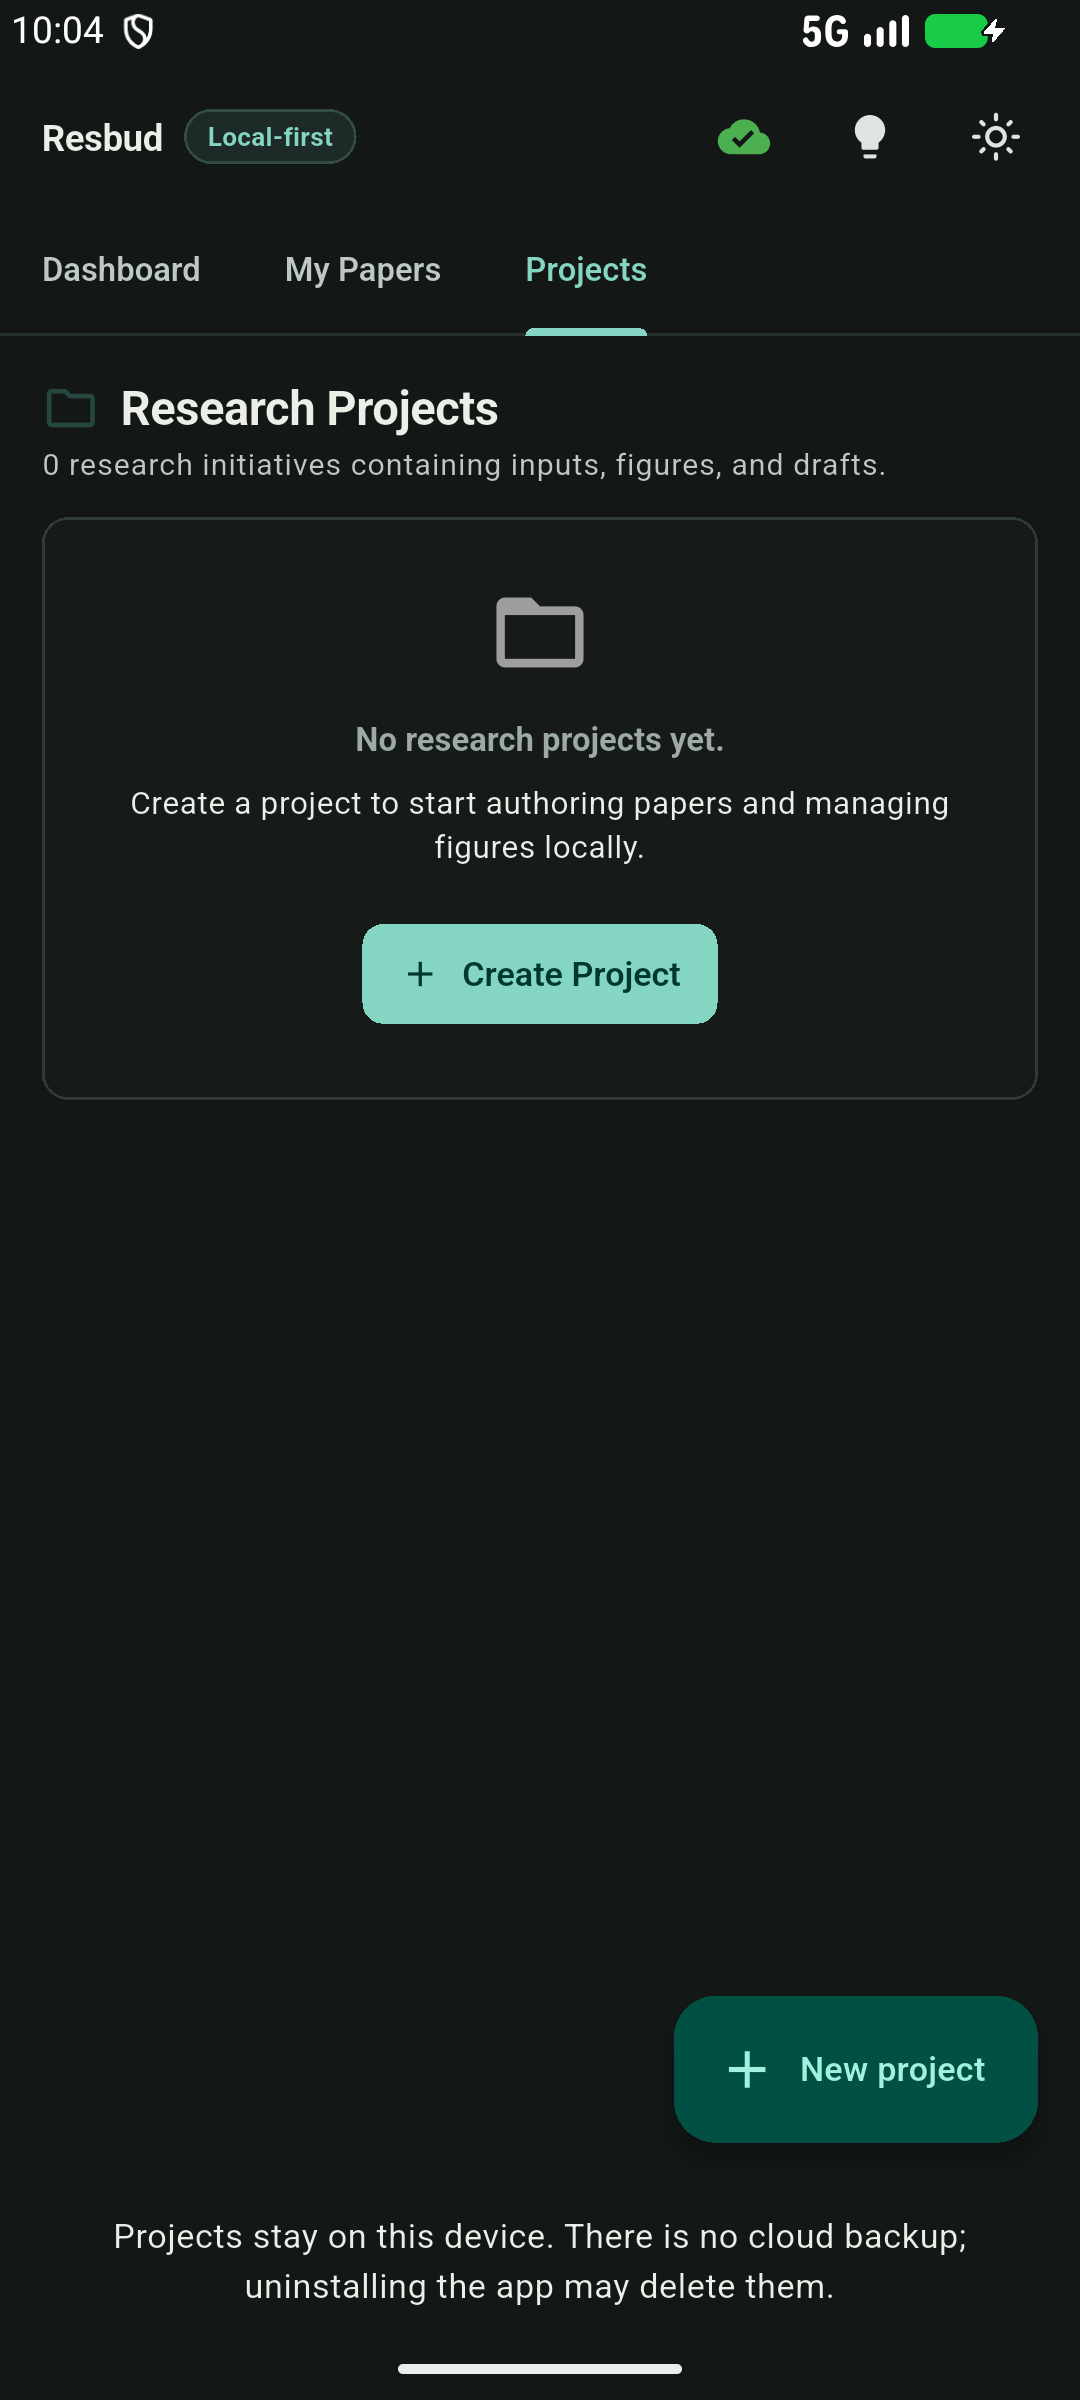 10:04
5G
Resbud
Local-first
Dashboard
My Papers
Projects
Research Projects
0 research initiatives containing inputs, figures, and drafts.
No research projects yet.
Create a project to start authoring papers and managing
figures locally.
Create Project
New project
Projects stay on this device. There is no cloud backup;
uninstalling the app may delete them.